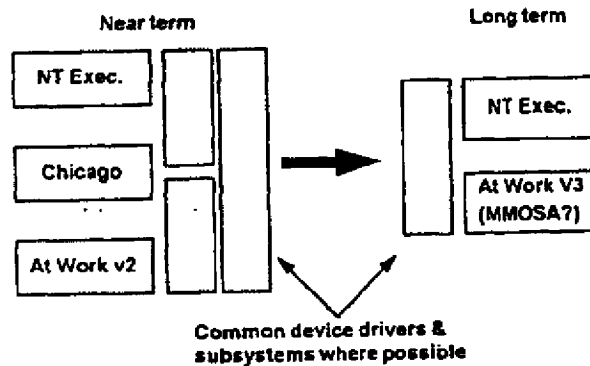 Near term
Long term
NT Exec.
Chicago
At Work v2
NT Exec.
At Work V3
(MMOSA?)
Common device drivers &
subsystems where possible